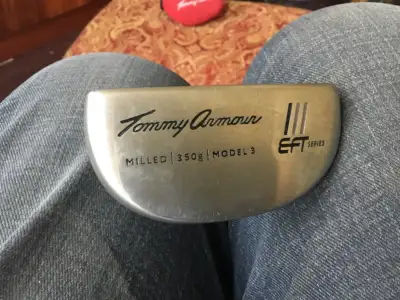 Tommy Armour
MILLED | 350g | MODEL 3
EFT SERIES